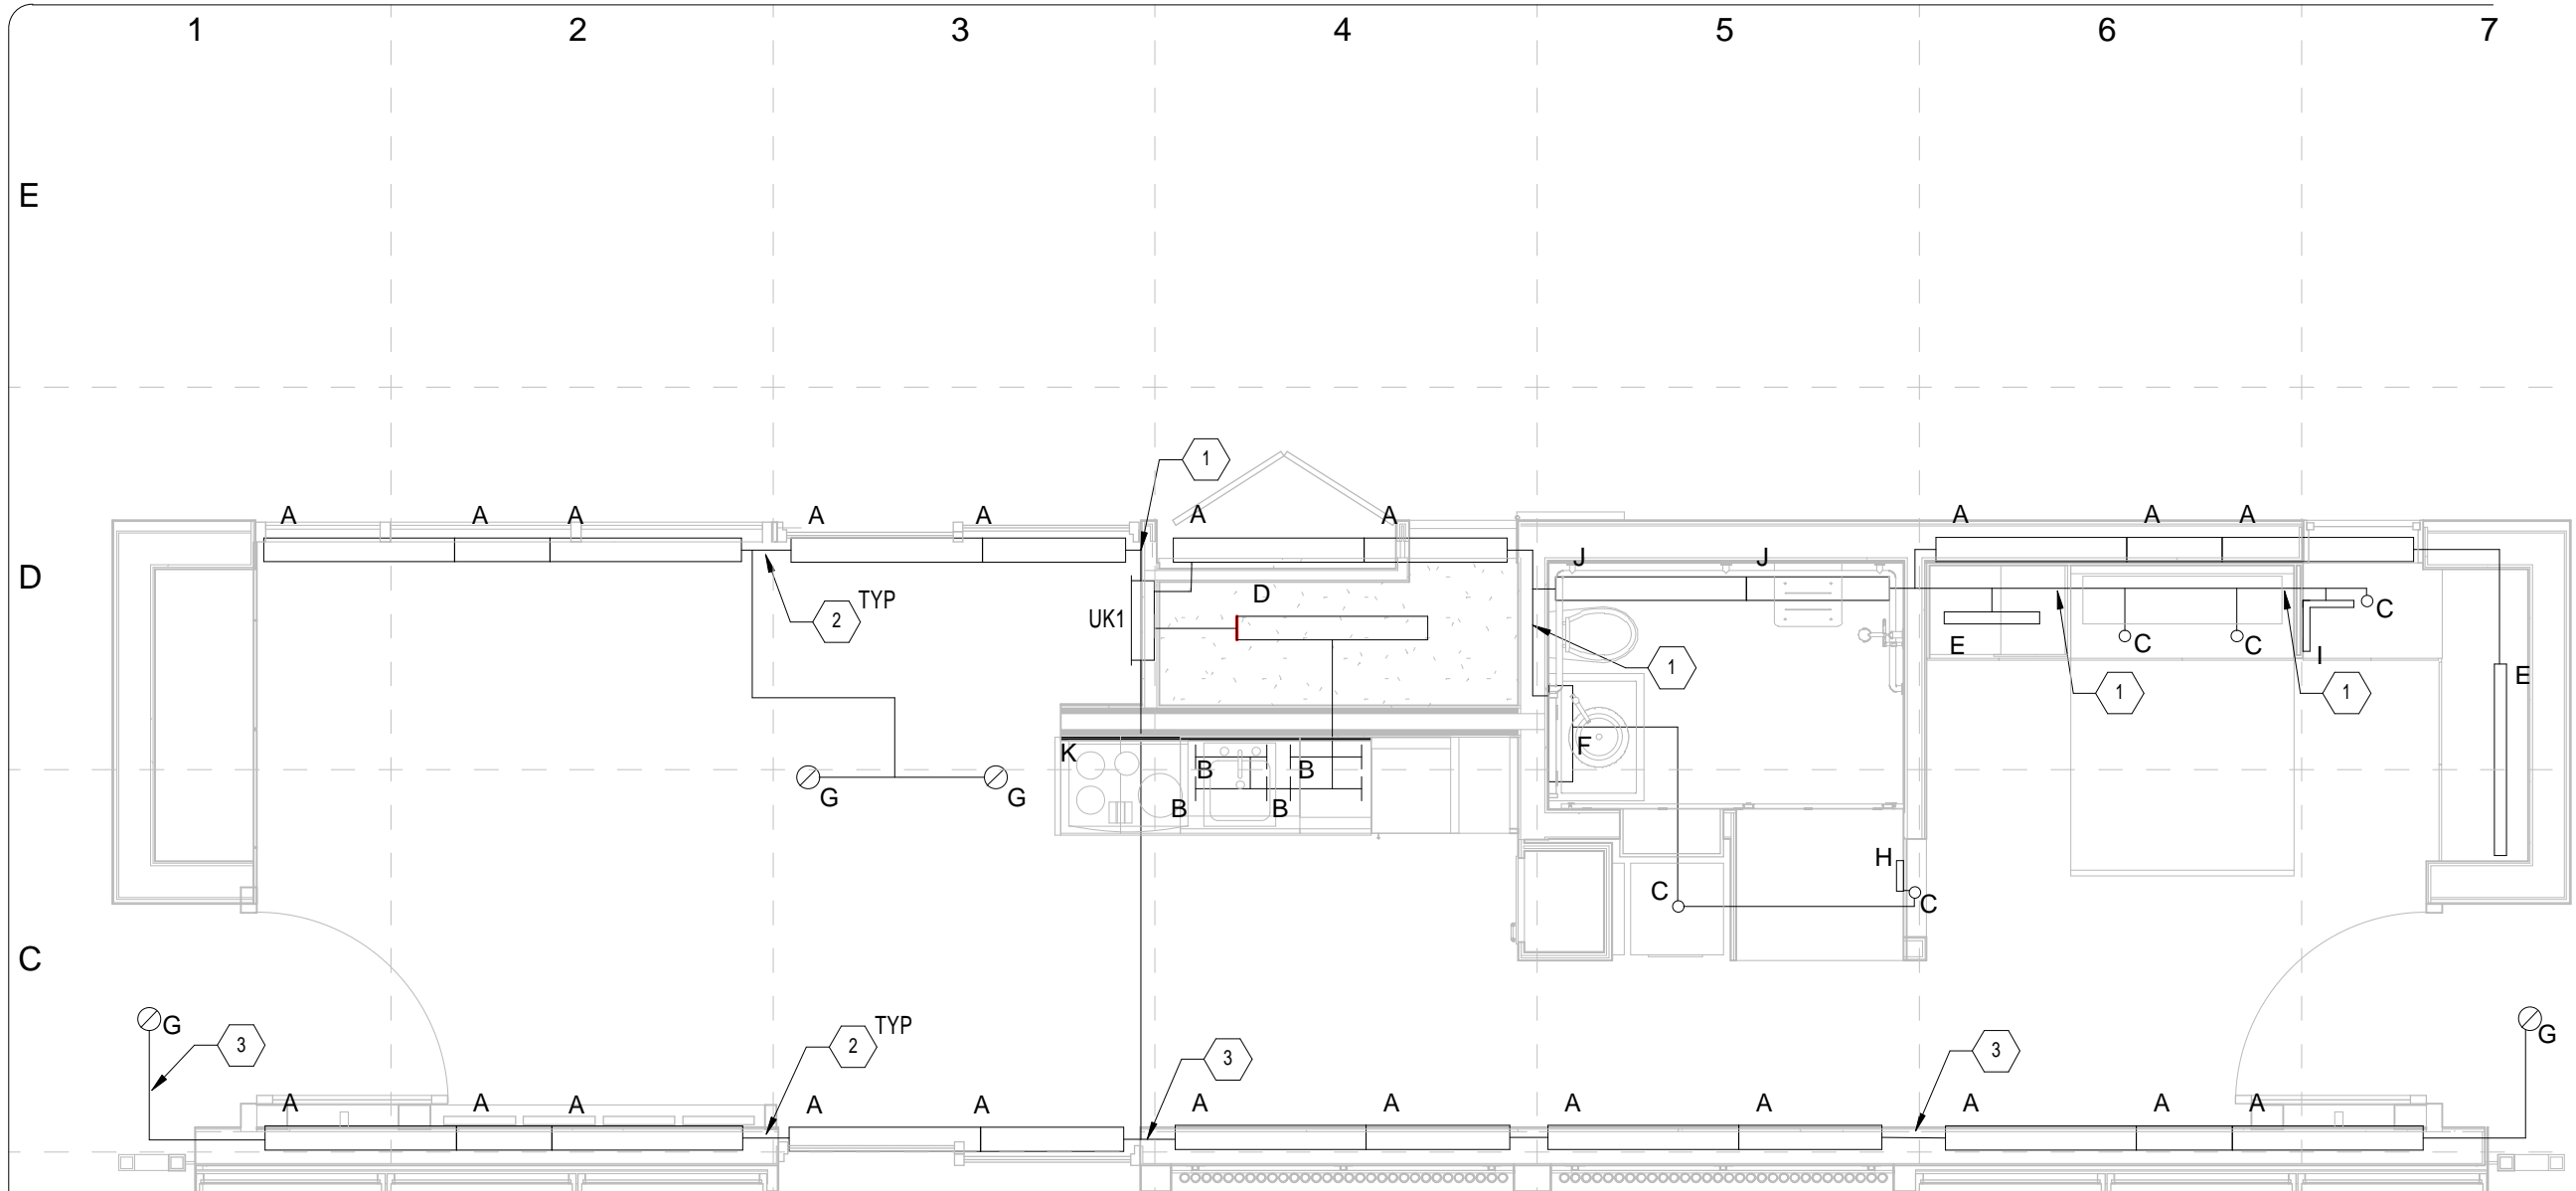 1 2 3 4 5 6 7
E
1
A A A A A A A A A A
D
J J
D
TYP
2
UK1
C
1
E C C I
1 1
E
K F
B B
G G
B B
H
C C
C
G G
3
TYP
2
3 3
A A A A A A A A A A A A